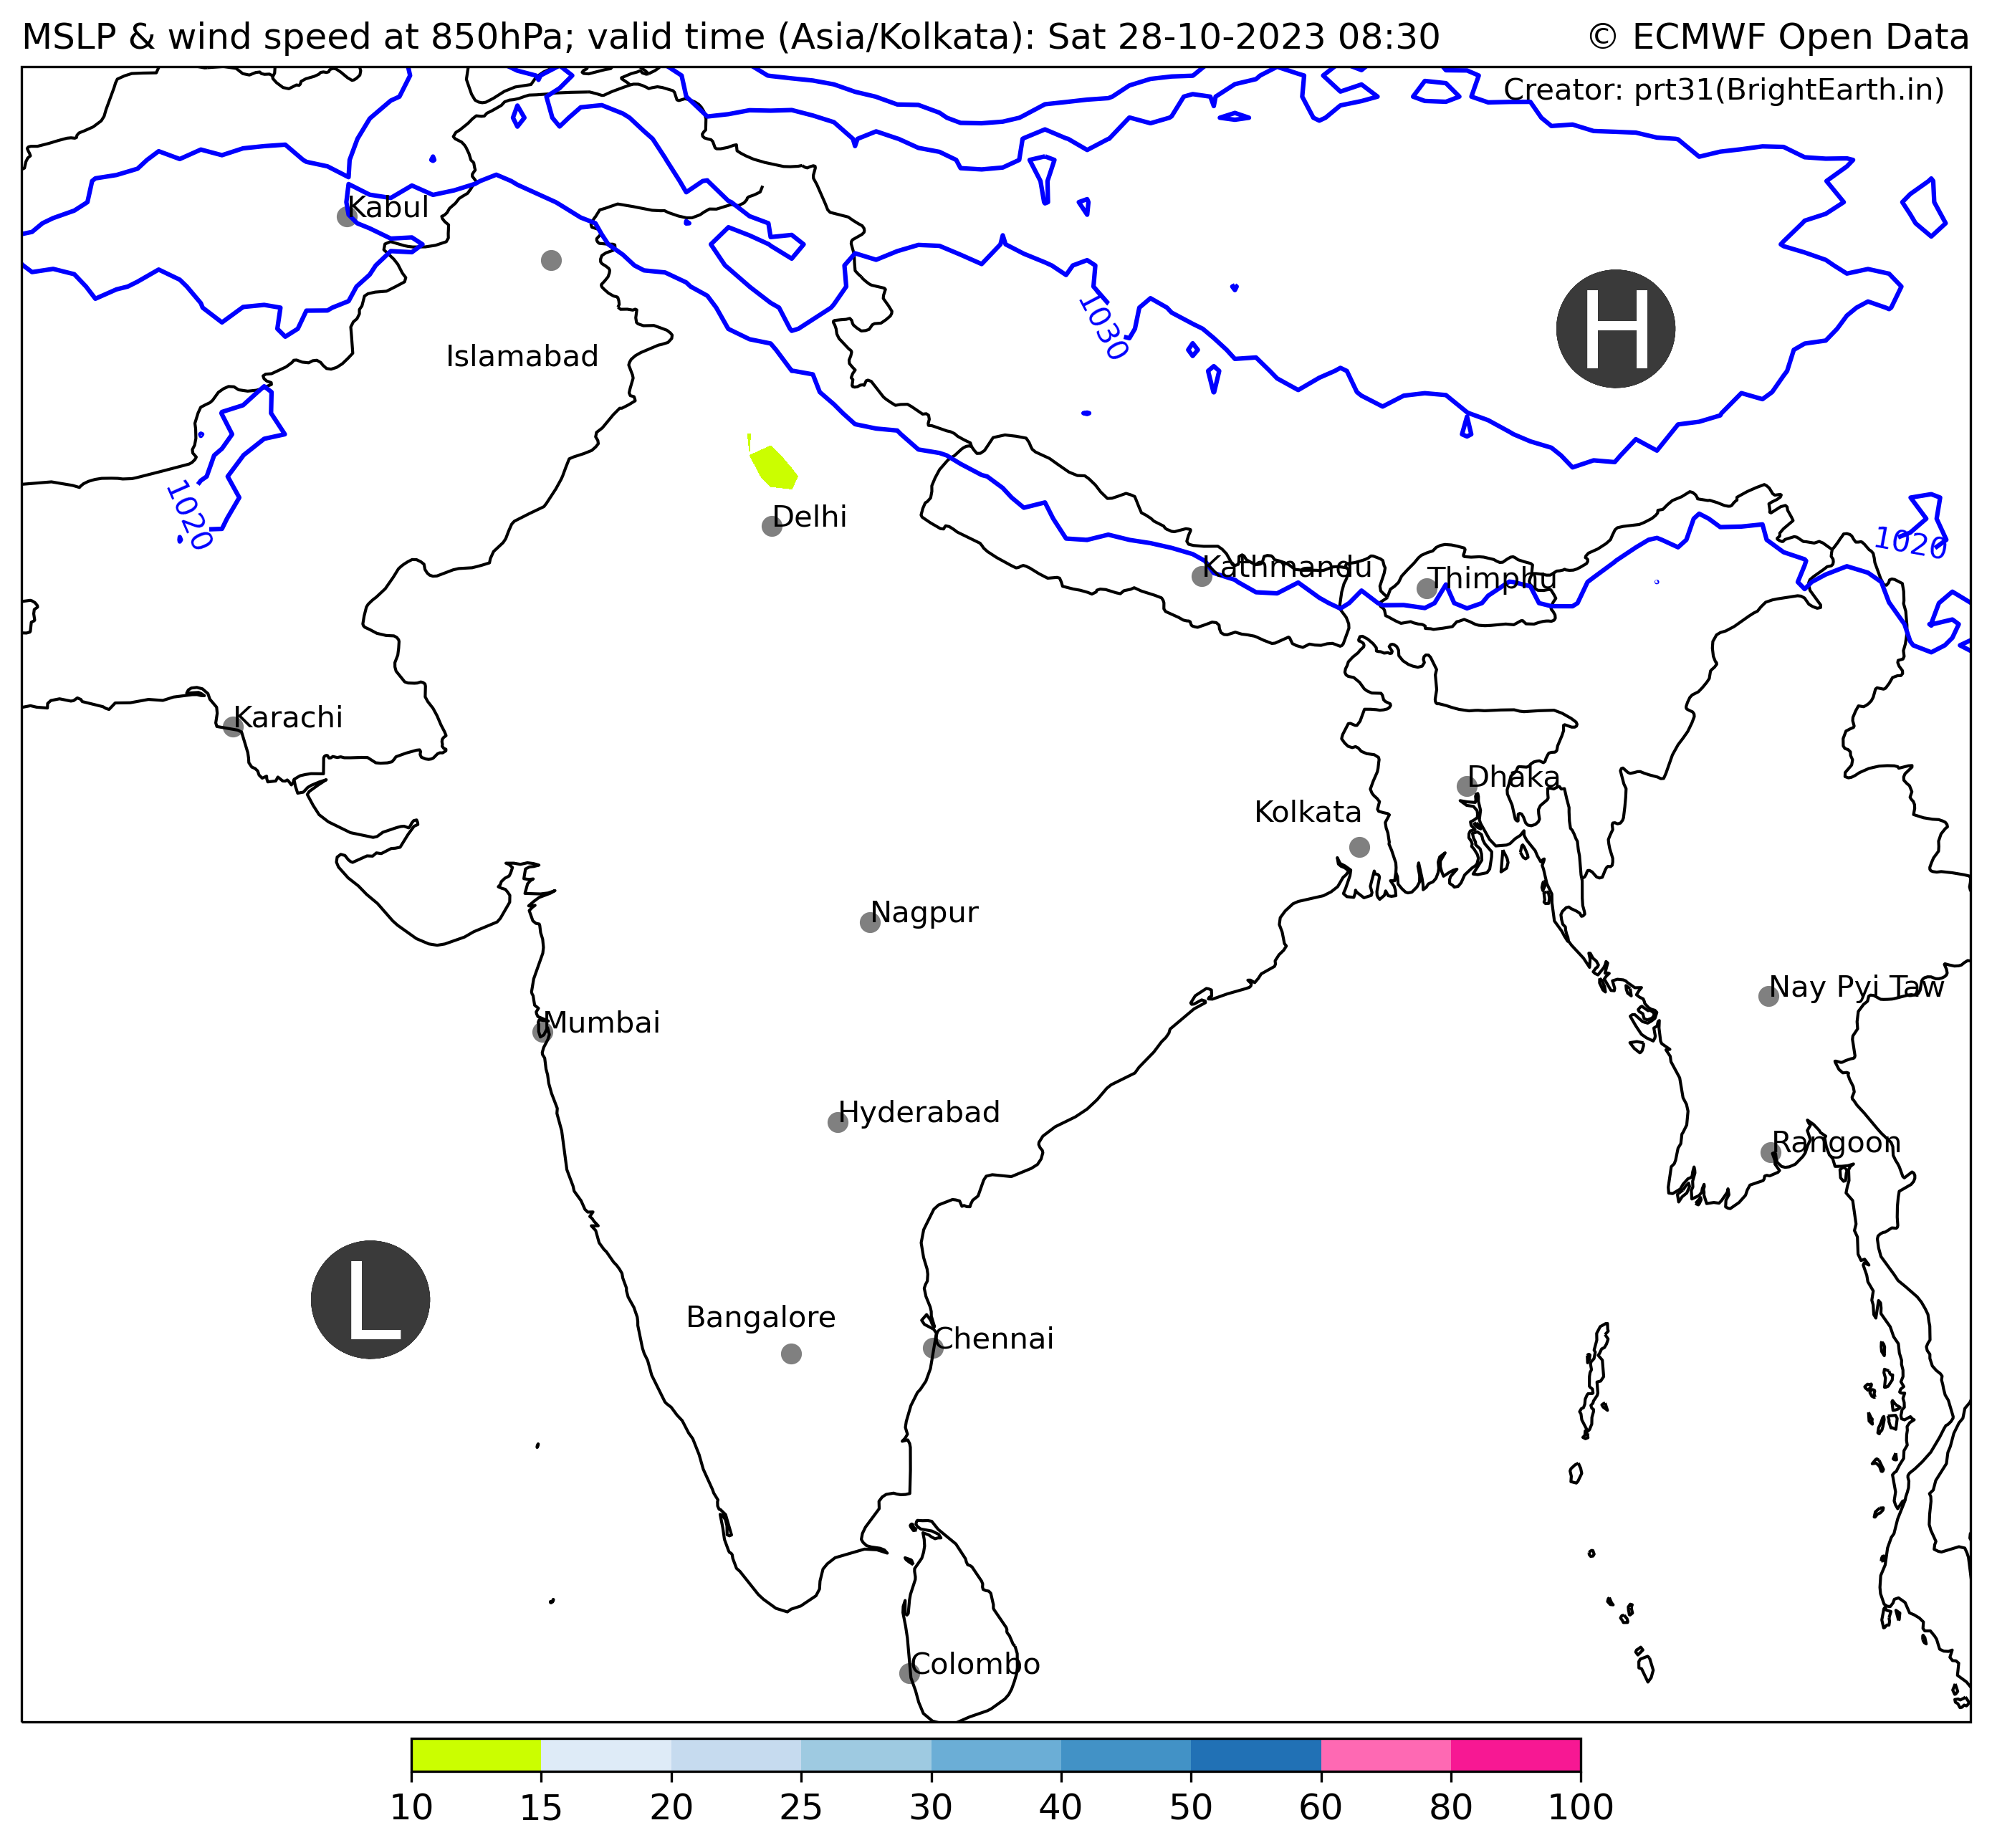 MSLP & wind speed at 850hPa; valid time (Asia/Kolkata): Sat 28-10-2023 08:30
© ECMWF Open Data
Creator: prt31(BrightEarth.in)
Kabul
H
1030
Islamabad
1020
Delhi
1020
Kathmandu
Thimphu
Karachi
Dhaka
Kolkata
Nagpur
Nay Pyi Taw
Mumbai
Hyderabad
Rangoon
L
Bangalore
Chennai
Colombo
10 15 20 25 30 40 50 60 80 100